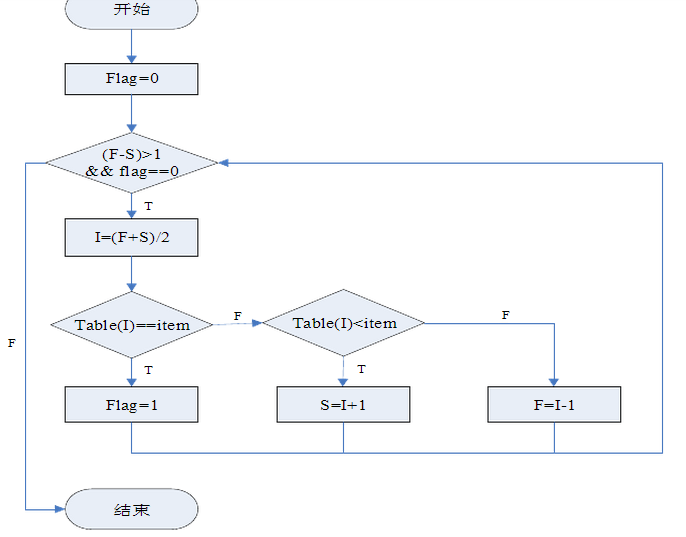 开始
Flag=0
(F-S)>1
&& flag==0
T
I=(F+S)/2
Table(I)==item
F
Table(I)<item
F
F
T
T
Flag=1
S=I+1
F=I-1
结束